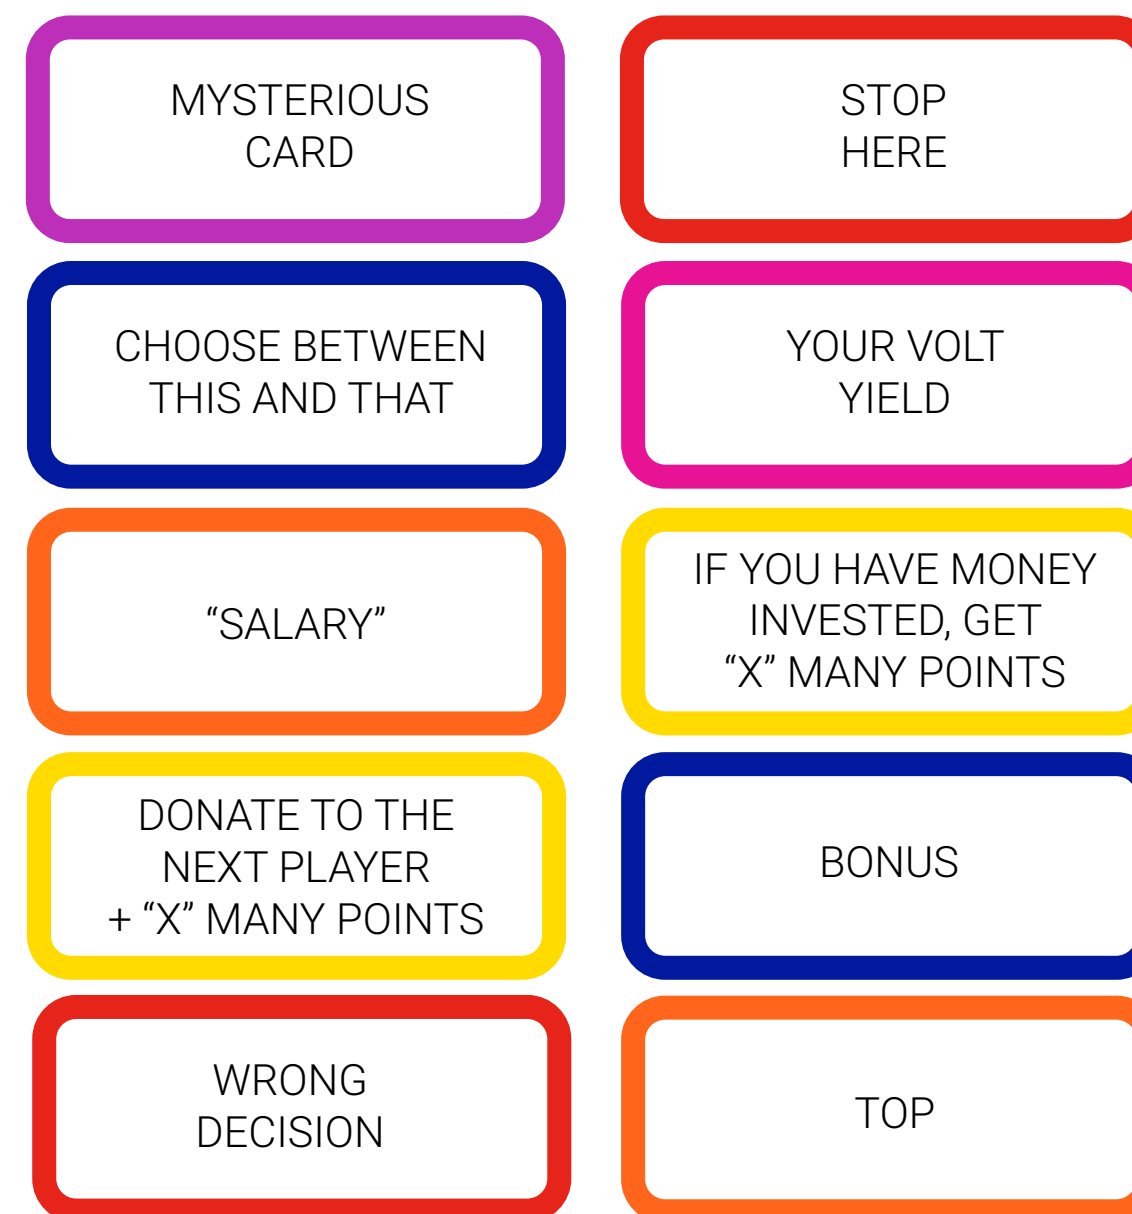 MYSTERIOUS
CARD
STOP
HERE
CHOOSE BETWEEN
THIS AND THAT
YOUR VOLT
YIELD
“SALARY”
IF YOU HAVE MONEY
INVESTED, GET
“X” MANY POINTS
DONATE TO THE
NEXT PLAYER
+ “X” MANY POINTS
BONUS
WRONG
DECISION
TOP